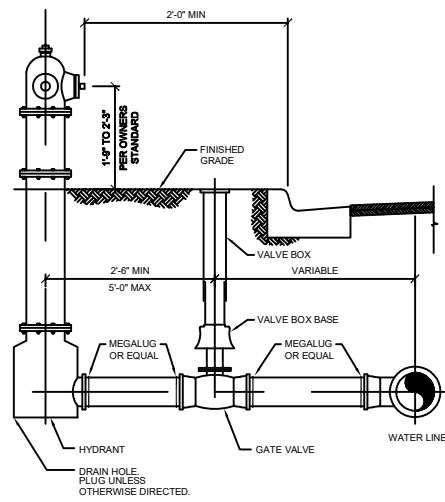 2'-0" MIN
1'-9" TO 2'-3"
PER OWNERS
STANDARD
FINISHED
GRADE
VALVE BOX
2'-6" MIN
VARIABLE
5'-0" MAX
VALVE BOX BASE
MEGALUG
OR EQUAL
MEGALUG
OR EQUAL
WATER LINE
HYDRANT
GATE VALVE
DRAIN HOLE.
PLUG UNLESS
OTHERWISE DIRECTED.